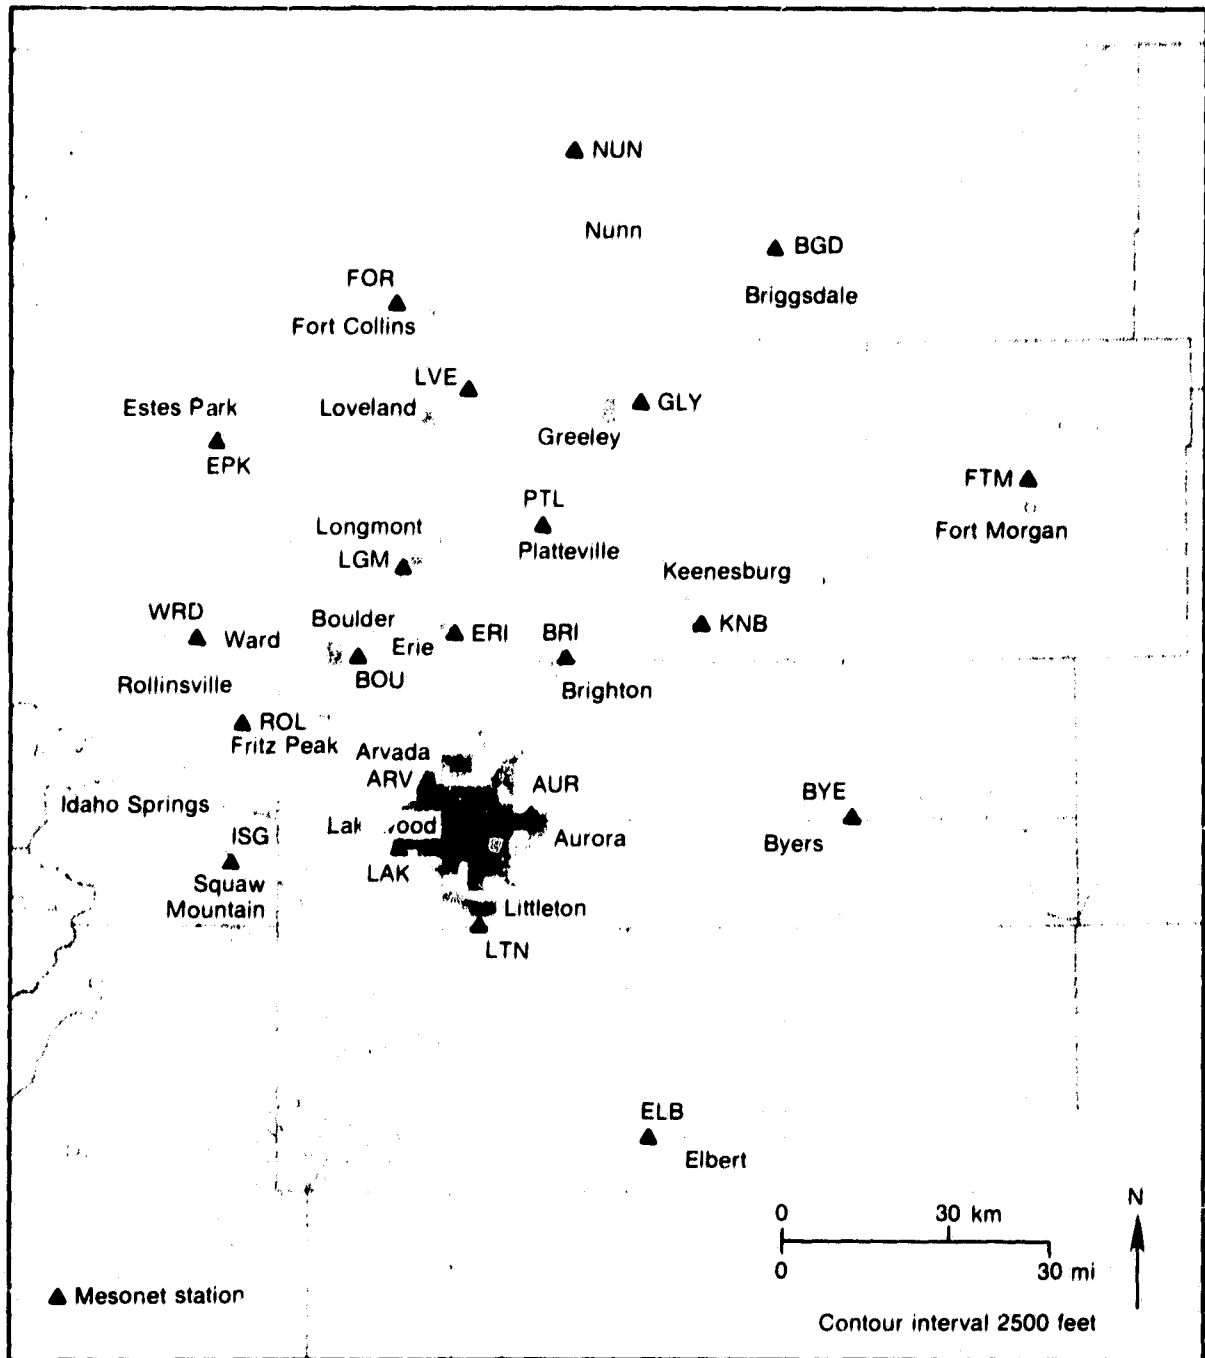 NUN
Nunn
BGD
Briggsdale
FOR
Fort Collins
LVE
Loveland
Estes Park
EPK
GLY
Greeley
FTM
Fort Morgan
PTL
Platteville
Longmont
LGM
Keenesburg
KNB
WRD
Ward
Boulder
BOU
Erie
ERI
BRI
Brighton
Rollinsville
ROL
Fritz Peak
Arvada
ARV
AUR
Aurora
BYE
Byers
Idaho Springs
ISG
Squaw
Mountain
LAK
Littleton
LTN
ELB
Elbert
N
0 30 km
0 30 mi
Mesonet station
Contour interval 2500 feet